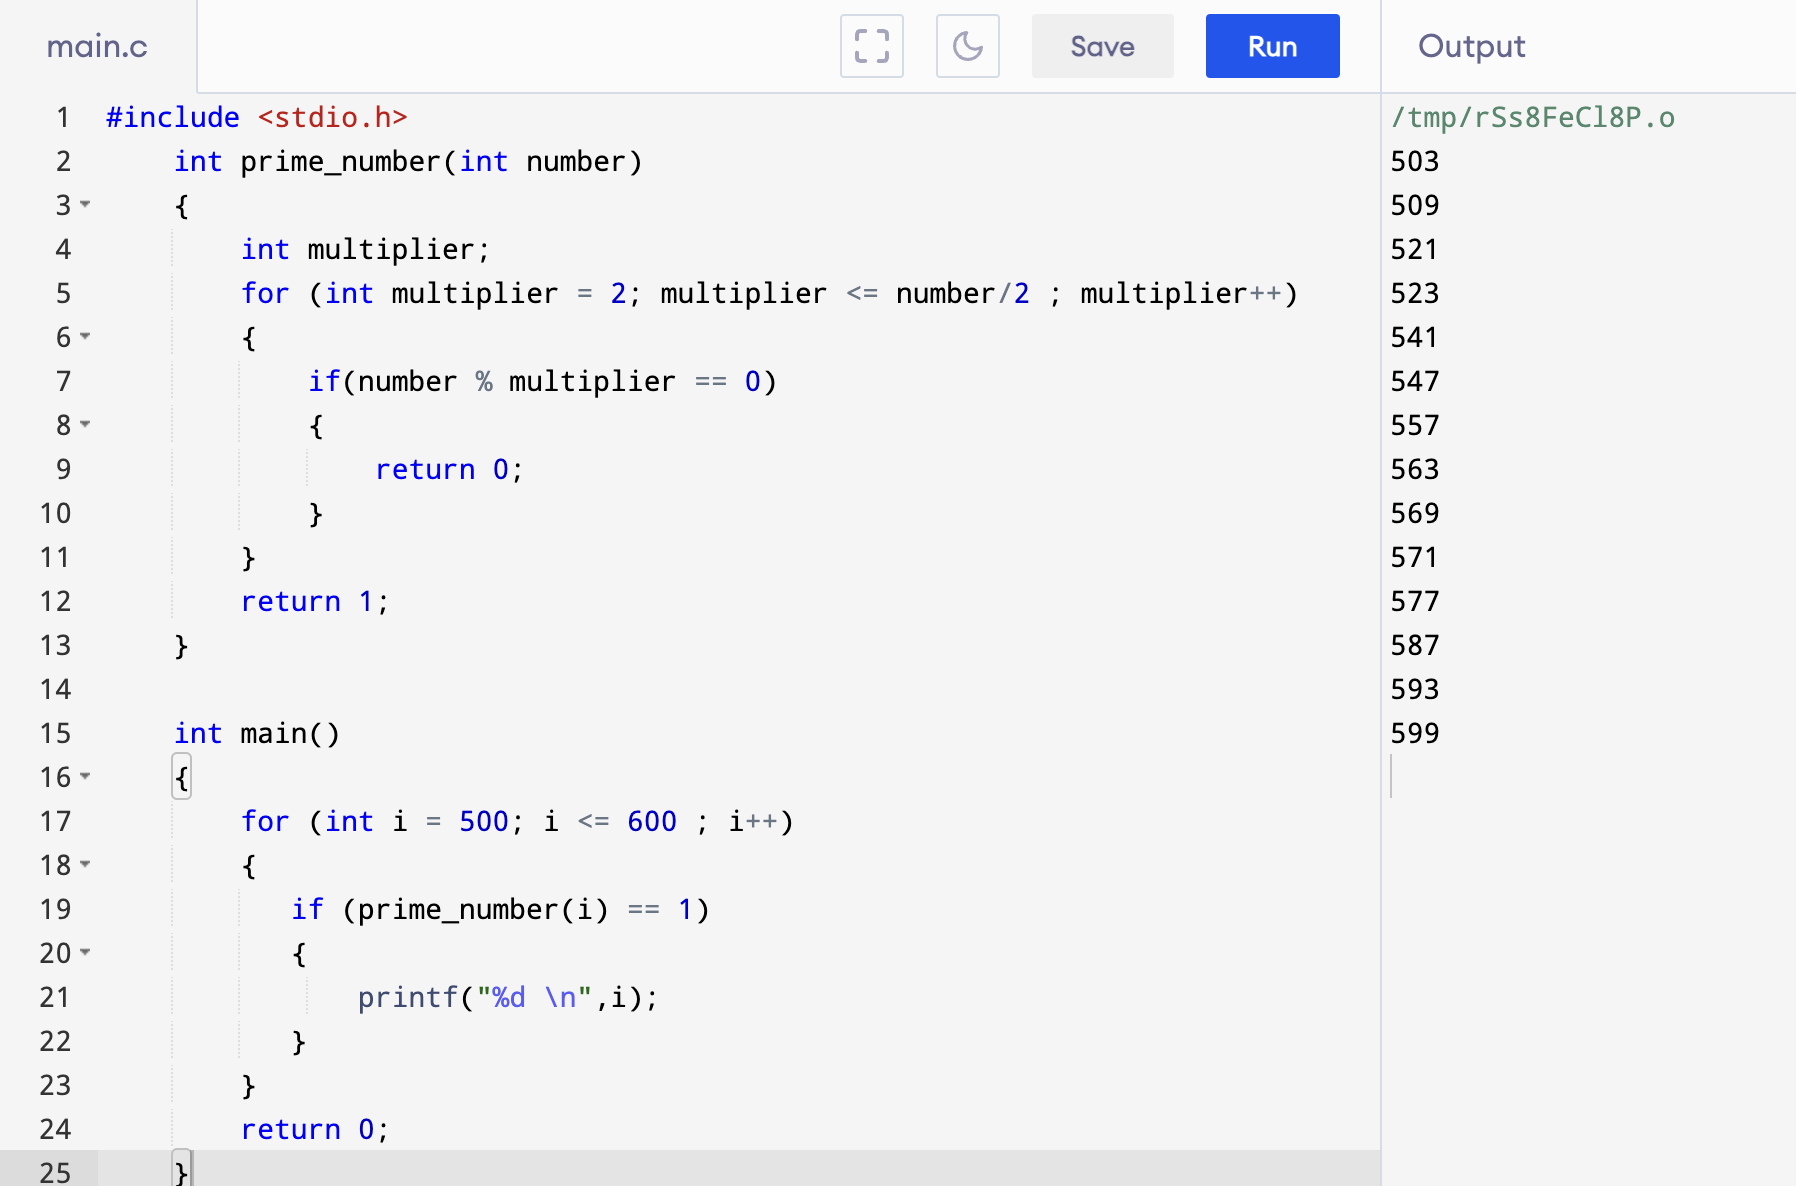 main.c Save Run Output
1 #include <stdio.h>
2     int prime_number(int number)
3     {
4         int multiplier;
5         for (int multiplier = 2; multiplier <= number/2 ; multiplier++)
6         {
7             if(number % multiplier == 0)
8             {
9                 return 0;
10             }
11         }
12         return 1;
13     }
14
15     int main()
16     {
17         for (int i = 500; i <= 600 ; i++)
18         {
19            if (prime_number(i) == 1)
20            {
21                printf("%d \n",i);
22            }
23         }
24         return 0;
25     }
/tmp/rSs8FeCl8P.o
503
509
521
523
541
547
557
563
569
571
577
587
593
599